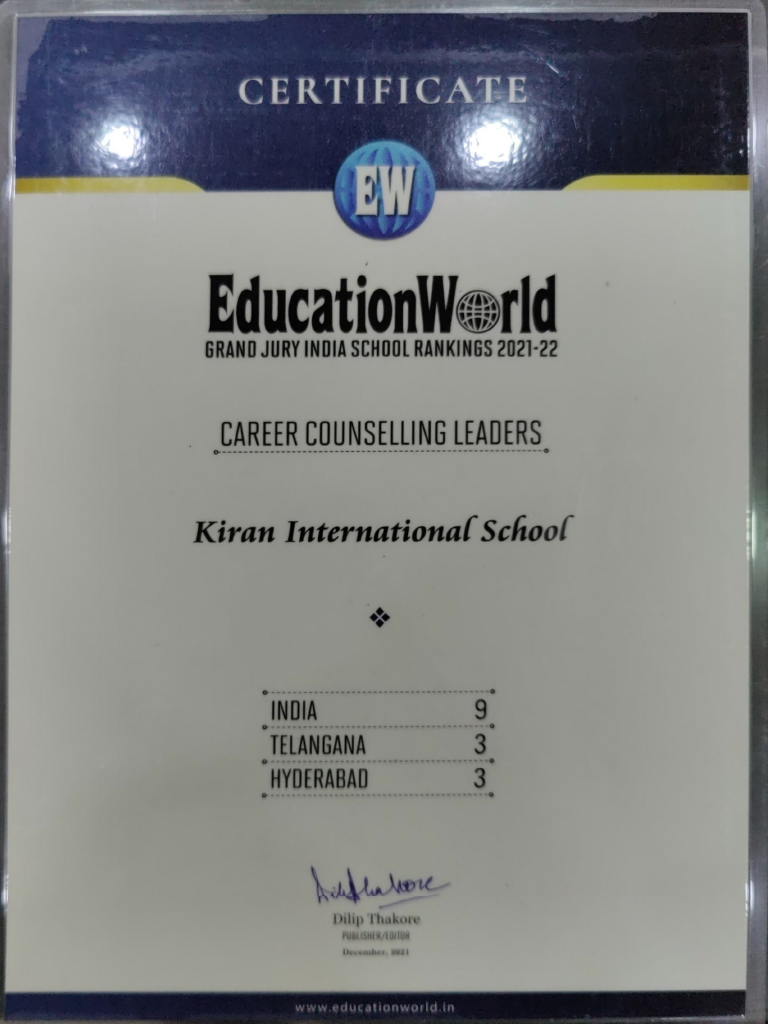 CERTIFICATE
EW
EducationWorld
GRAND JURY INDIA SCHOOL RANKINGS 2021-22
CAREER COUNSELLING LEADERS
Kiran International School
INDIA 9
TELANGANA 3
HYDERABAD 3
Dilip Thakore
Dilip Thakore
PUBLISHER/EDITOR
December, 2021
www.educationworld.in